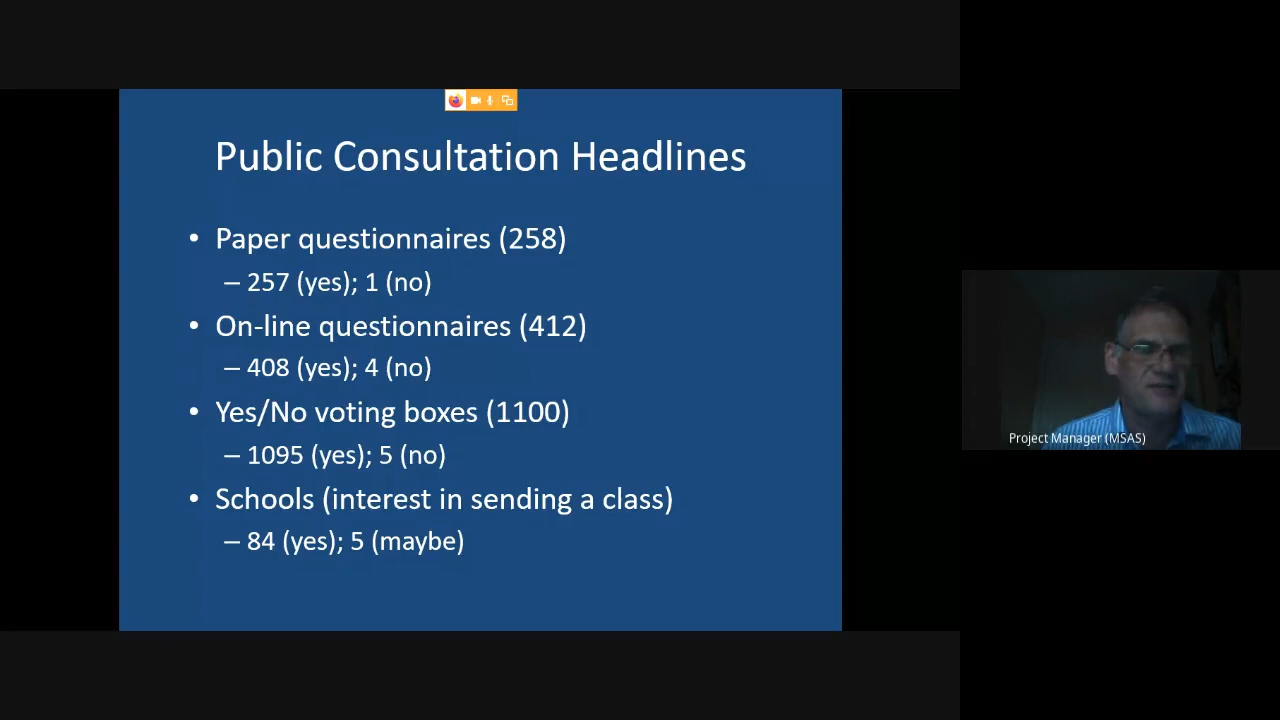 Public Consultation Headlines
• Paper questionnaires (258)
– 257 (yes); 1 (no)
• On-line questionnaires (412)
– 408 (yes); 4 (no)
• Yes/No voting boxes (1100)
– 1095 (yes); 5 (no)
• Schools (interest in sending a class)
– 84 (yes); 5 (maybe)
Project Manager (MSAS)